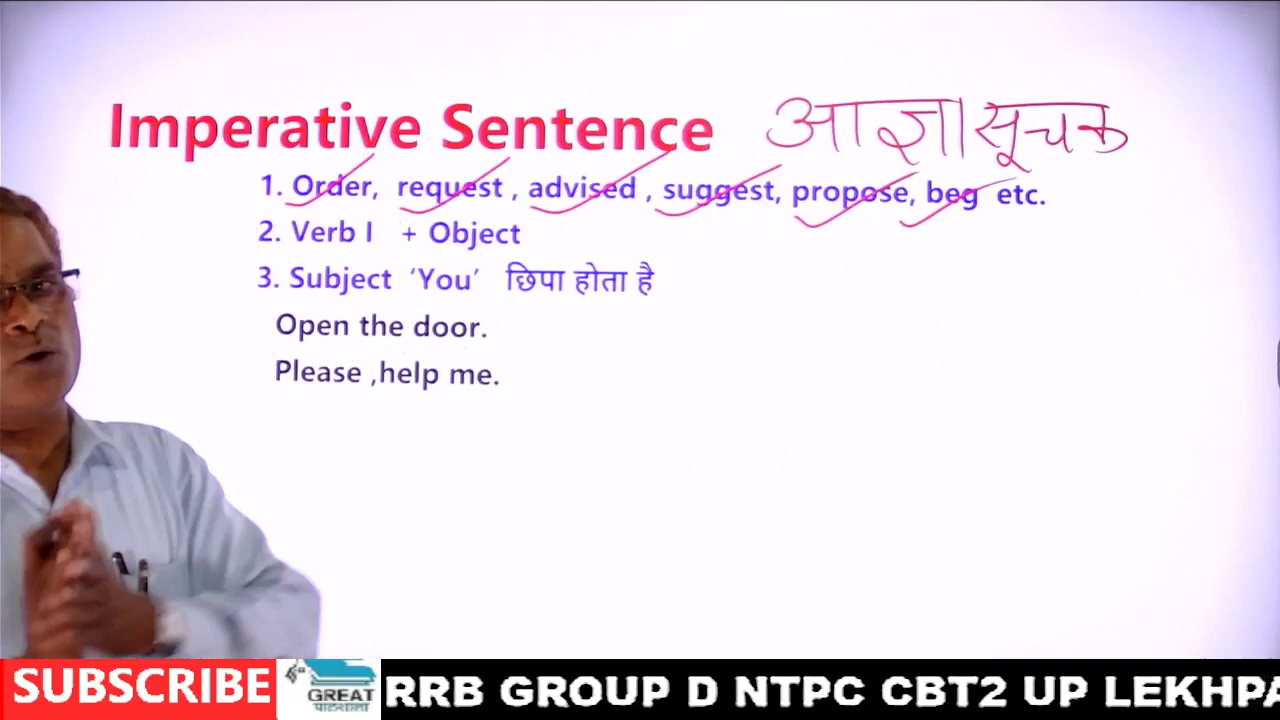 Imperative Sentence आज्ञा सूचक
1. Order, request , advised , suggest, propose, beg etc.
2. Verb I + Object
3. Subject ‘You’ छिपा होता है
Open the door.
Please ,help me.
SUBSCRIBE GREAT पाठशाला RRB GROUP D NTPC CBT2 UP LEKHPA